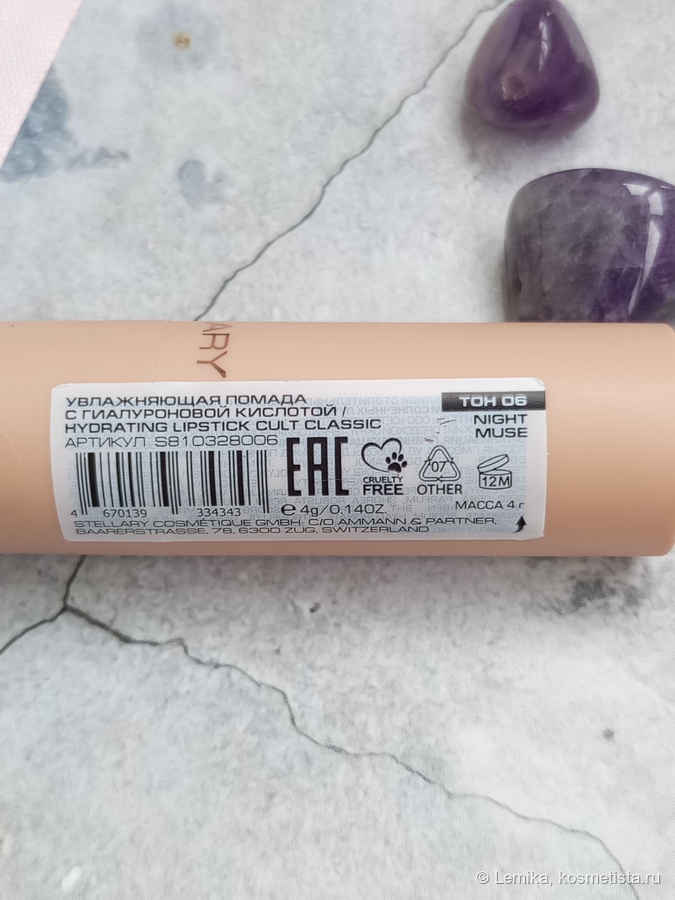 ARY
УВЛАЖНЯЮЩАЯ ПОМАДА
С ГИАЛУРОНОВОЙ КИСЛОТОЙ /
HYDRATING LIPSTICK CULT CLASSIC
АРТИКУЛ S810328006
ТОН 06
NIGHT
MUSE
EAC
CRUELTY
FREE
07
OTHER
12M
4 670139 334343
e 4g/0.14OZ.
МАССА 4 г
STELLARY COSMÉTIQUE GMBH, C/O AMMANN & PARTNER,
BAARERSTRASSE, 78, 6300 ZUG, SWITZERLAND
© Lemika, kosmetista.ru